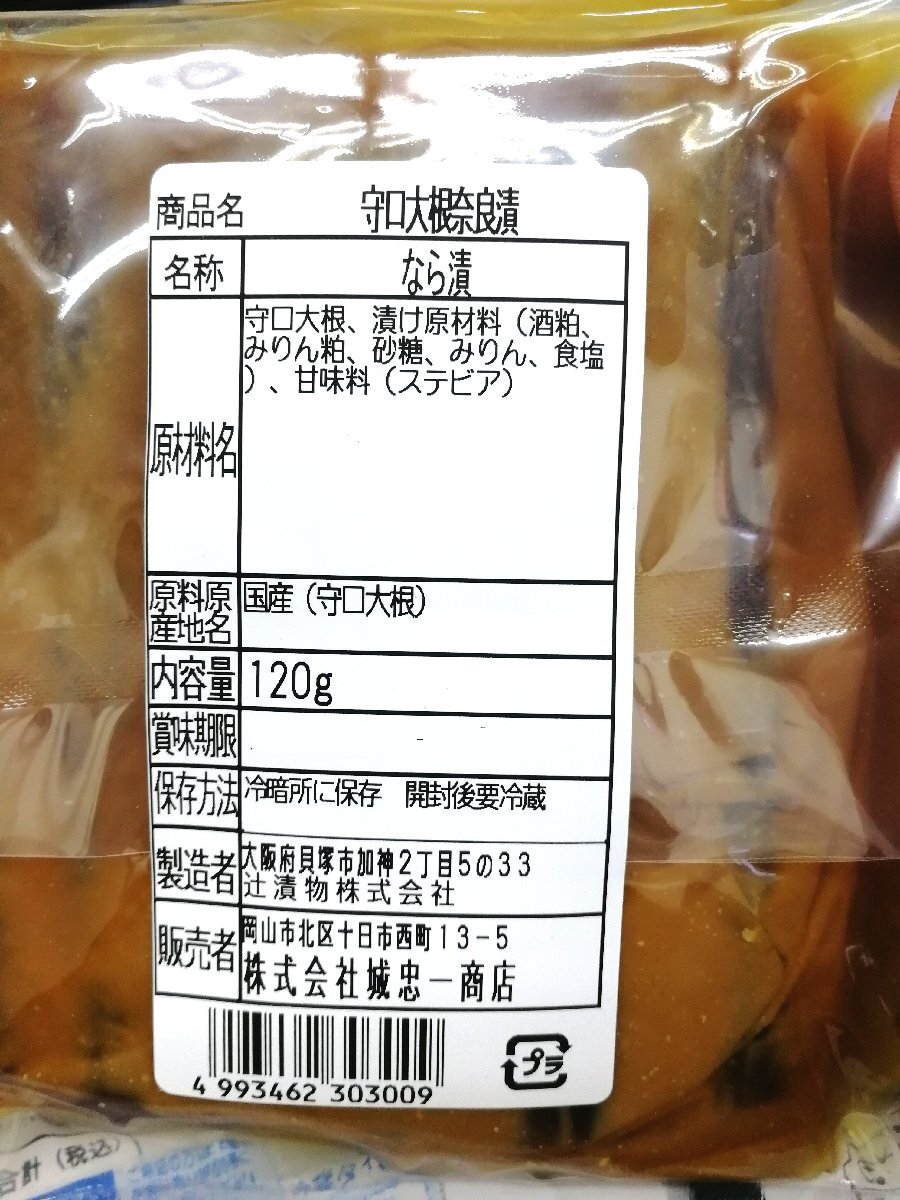 商品名 守口大根奈良漬
名称 なら漬
原材料名 守口大根、漬け原材料（酒粕、
みりん粕、砂糖、みりん、食塩
）、甘味料（ステビア）
原料原産地名 国産（守口大根）
内容量 120g
賞味期限 -
保存方法 冷暗所に保存　開封後要冷蔵
製造者 大阪府貝塚市加神２丁目５の３３
辻漬物株式会社
販売者 岡山市北区十日市西町１３－５
株式会社城忠一商店
4 993462 303009
プラ
合計（税込）